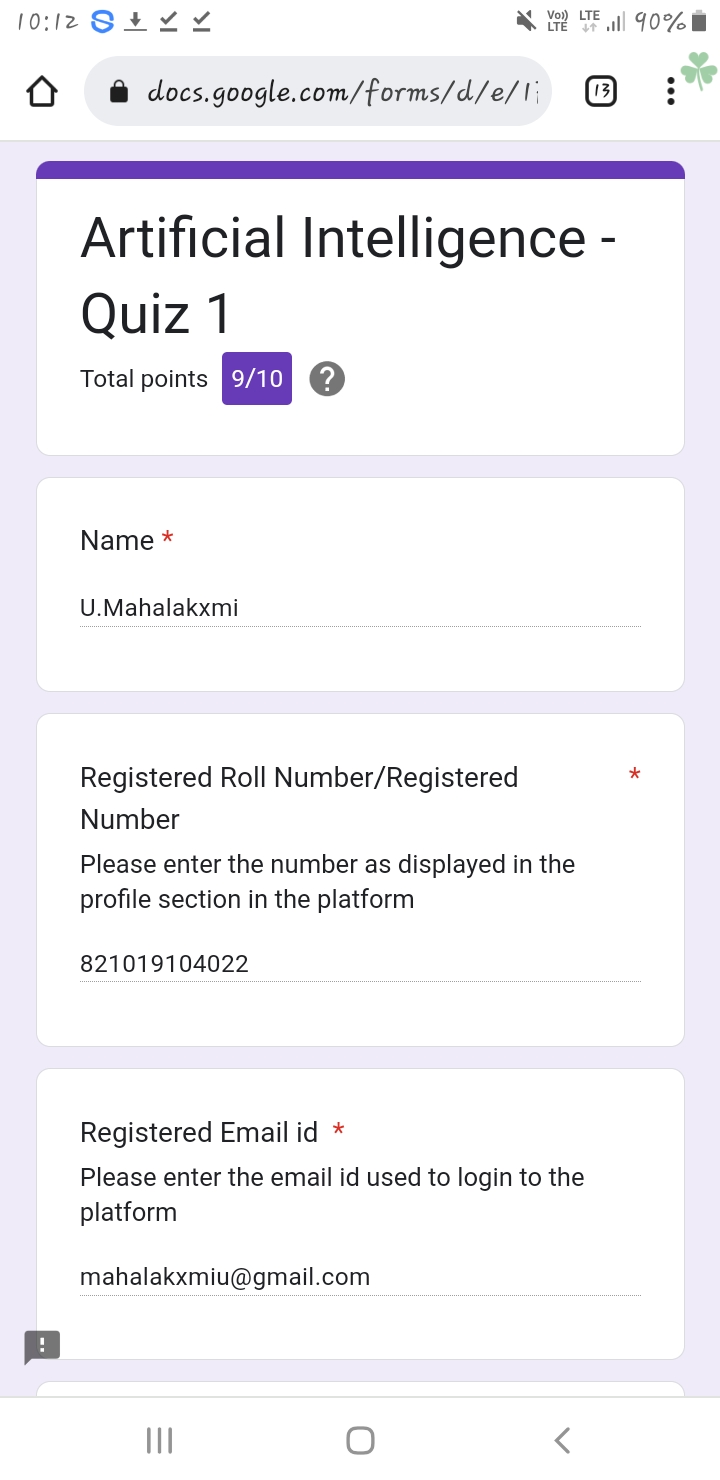 10:12
Vo))
LTE
LTE
90%
docs.google.com/forms/d/e/1
13
Artificial Intelligence -
Quiz 1
Total points 9/10
Name *
U.Mahalakxmi
Registered Roll Number/Registered *
Number
Please enter the number as displayed in the
profile section in the platform
821019104022
Registered Email id *
Please enter the email id used to login to the
platform
mahalakxmiu@gmail.com